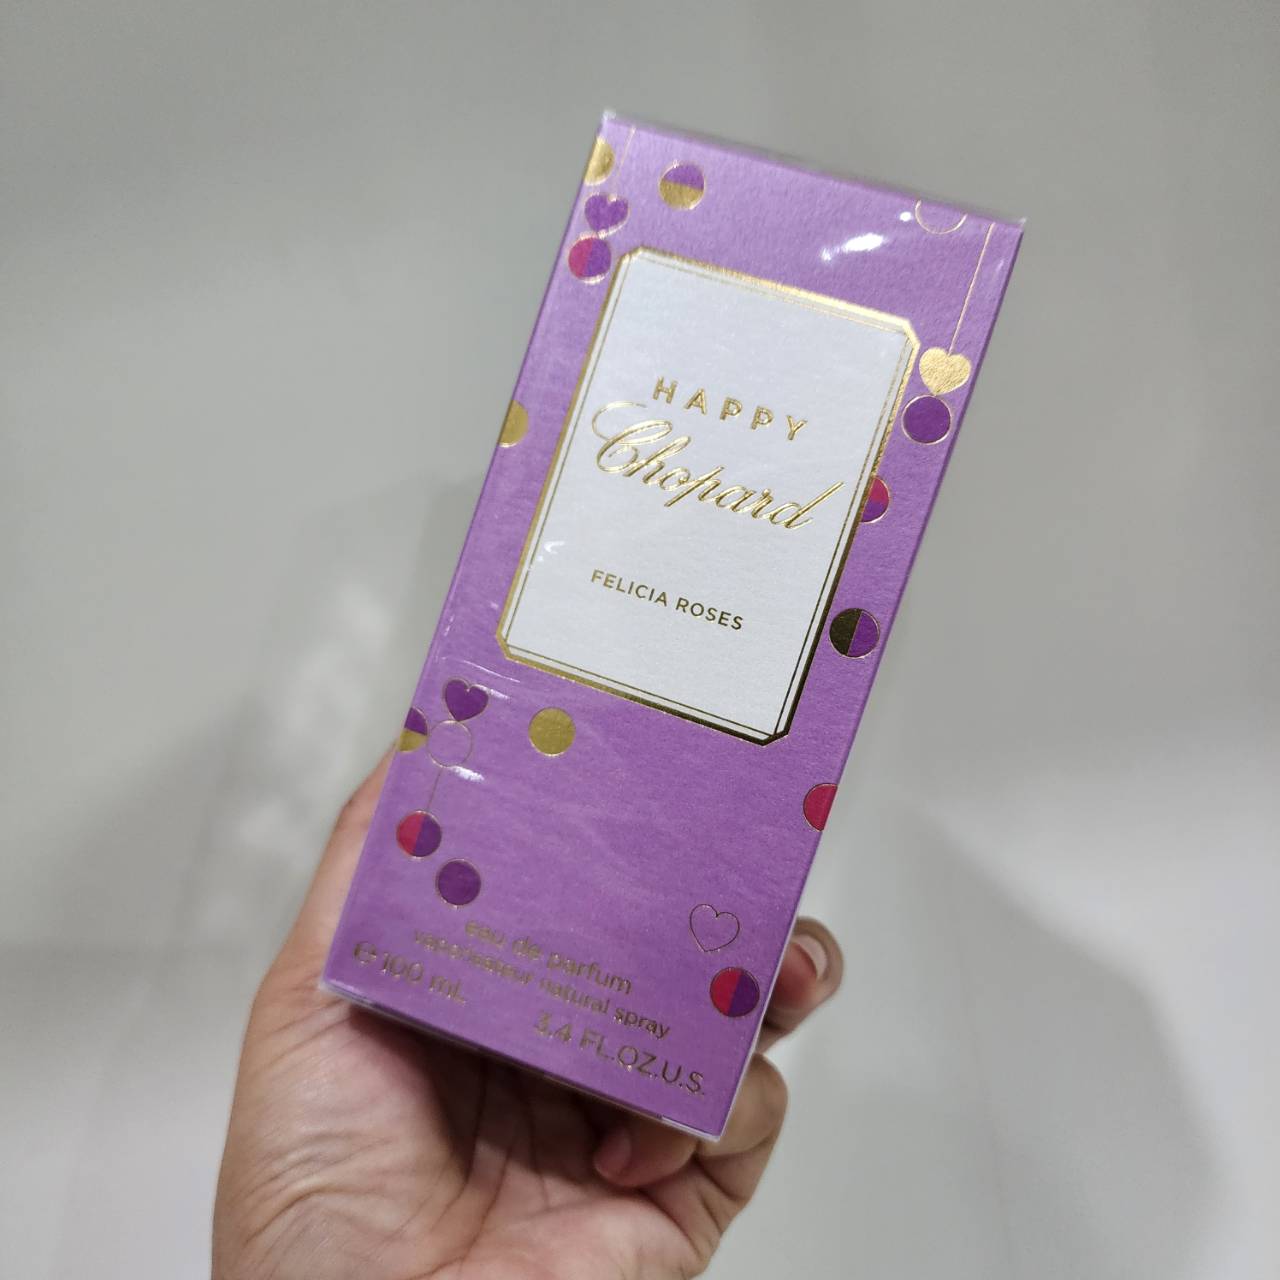 HAPPY
Chopard
FELICIA ROSES
eau de parfum
vaporisateur natural spray
℮ 100 mL
3.4 FL.OZ.U.S.